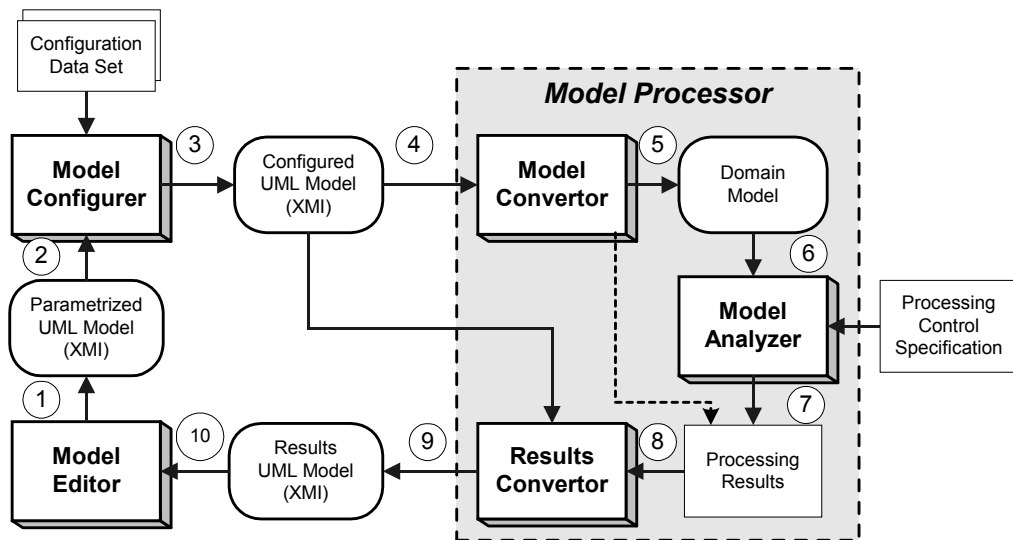 Configuration
Data Set
Model Processor
3
4
5
Model
Configurer
Configured
UML Model
(XMI)
Model
Convertor
Domain
Model
2
6
Parametrized
UML Model
(XMI)
Model
Analyzer
Processing
Control
Specification
1
7
10
9
8
Model
Editor
Results
UML Model
(XMI)
Results
Convertor
Processing
Results